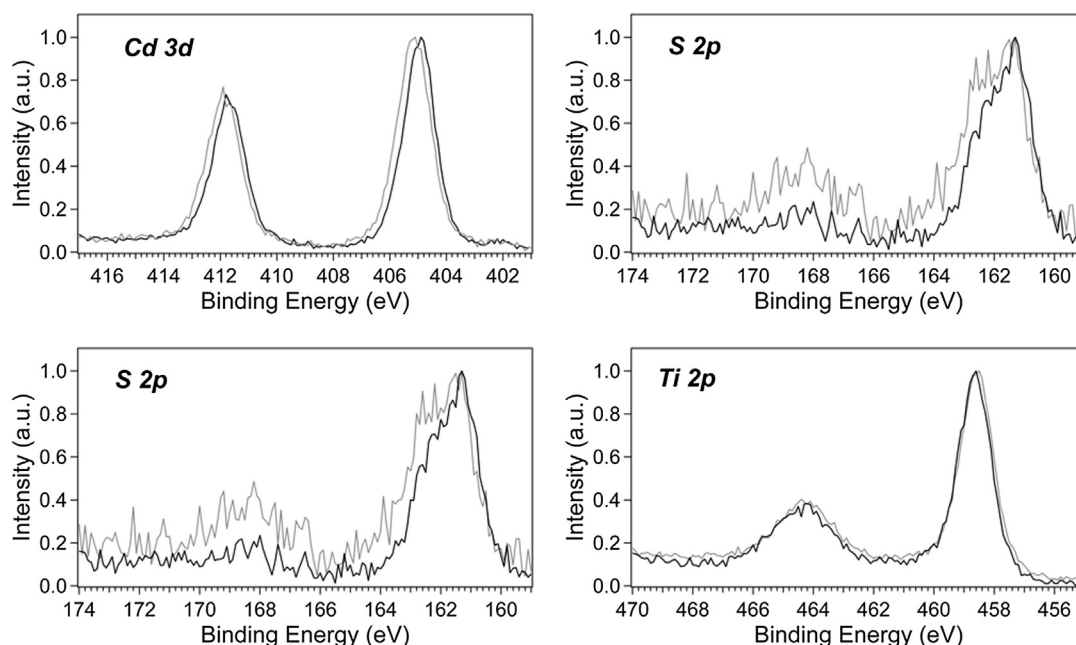 Cd 3d
Intensity (a.u.)
1.0
0.8
0.6
0.4
0.2
0.0
416 414 412 410 408 406 404 402
Binding Energy (eV)
S 2p
Intensity (a.u.)
1.0
0.8
0.6
0.4
0.2
0.0
174 172 170 168 166 164 162 160
Binding Energy (eV)
S 2p
Intensity (a.u.)
1.0
0.8
0.6
0.4
0.2
0.0
174 172 170 168 166 164 162 160
Binding Energy (eV)
Ti 2p
Intensity (a.u.)
1.0
0.8
0.6
0.4
0.2
0.0
470 468 466 464 462 460 458 456
Binding Energy (eV)